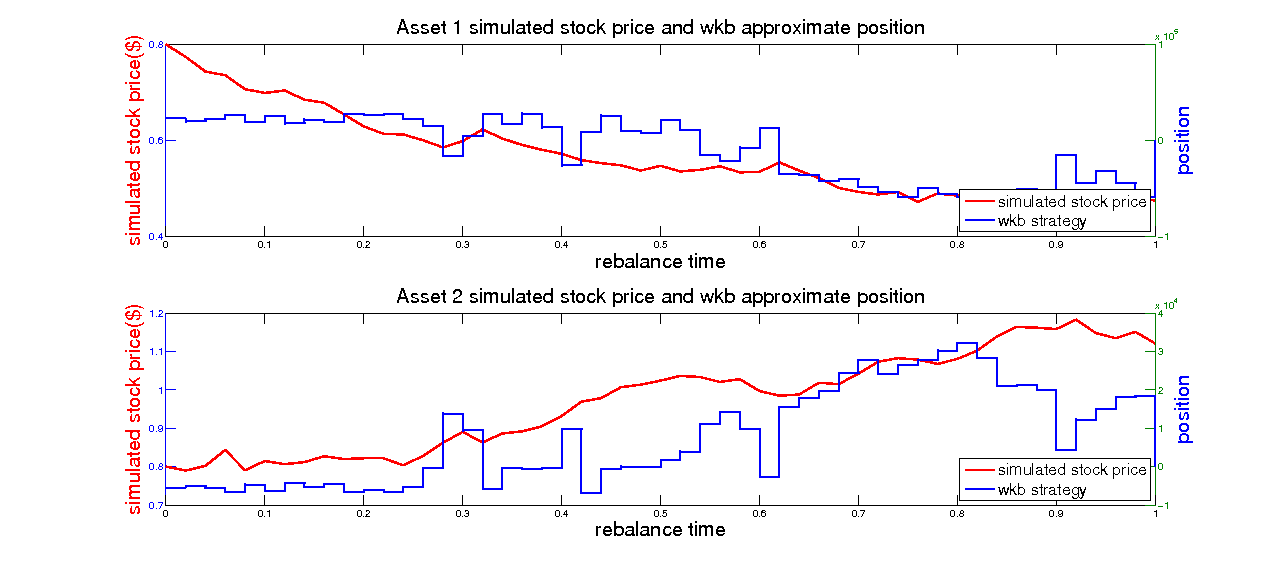 Asset 1 simulated stock price and wkb approximate position
x 10^5
simulated stock price($)
0.8
0.6
0.4
1
0
-1
position
simulated stock price
wkb strategy
0 0.1 0.2 0.3 0.4 0.5 0.6 0.7 0.8 0.9 1
rebalance time
Asset 2 simulated stock price and wkb approximate position
x 10^4
simulated stock price($)
1.2
1.1
1
0.9
0.8
0.7
4
3
2
1
0
-1
position
simulated stock price
wkb strategy
0 0.1 0.2 0.3 0.4 0.5 0.6 0.7 0.8 0.9 1
rebalance time